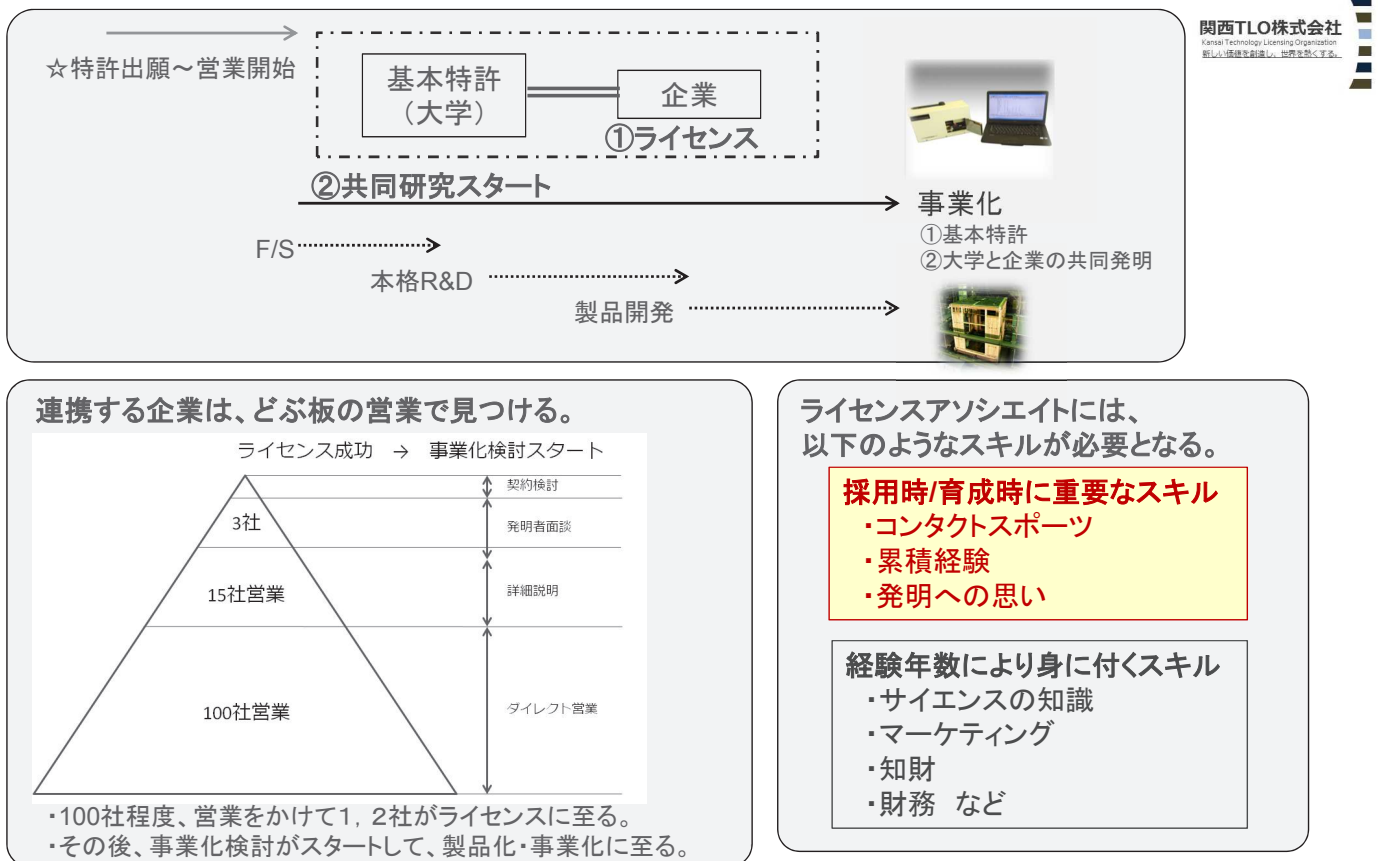 関西TLO株式会社
Kansai Technology Licensing Organization
新しい価値を創造し、世界を熱くする。
☆特許出願～営業開始
基本特許
（大学）
企業
①ライセンス
②共同研究スタート
事業化
①基本特許
②大学と企業の共同発明
F/S
本格R&D
製品開発
連携する企業は、どぶ板の営業で見つける。
ライセンス成功　→　事業化検討スタート
契約検討
3社
発明者面談
15社営業
詳細説明
100社営業
ダイレクト営業
・100社程度、営業をかけて１，２社がライセンスに至る。
・その後、事業化検討がスタートして、製品化・事業化に至る。
ライセンスアソシエイトには、
以下のようなスキルが必要となる。
採用時/育成時に重要なスキル
・コンタクトスポーツ
・累積経験
・発明への思い
経験年数により身に付くスキル
・サイエンスの知識
・マーケティング
・知財
・財務　など